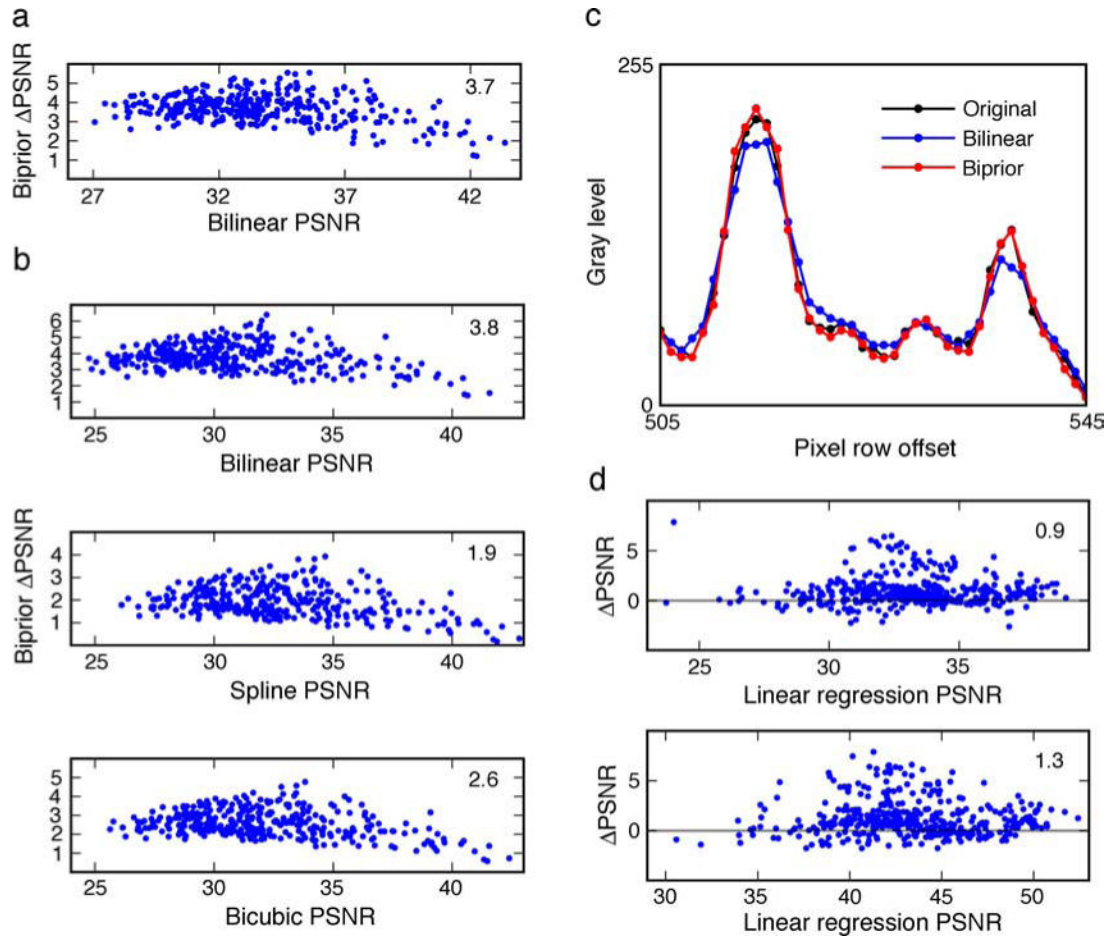 a
Biprior ΔPSNR
5
4
3
2
1
3.7
27 32 37 42
Bilinear PSNR
b
6
5
4
3
2
1
3.8
25 30 35 40
Bilinear PSNR
Biprior ΔPSNR
4
3
2
1
1.9
25 30 35 40
Spline PSNR
5
4
3
2
1
2.6
25 30 35 40
Bicubic PSNR
c
255
Gray level
Original
Bilinear
Biprior
0
505 545
Pixel row offset
d
ΔPSNR
5
0
0.9
25 30 35
Linear regression PSNR
ΔPSNR
5
0
1.3
30 35 40 45 50
Linear regression PSNR